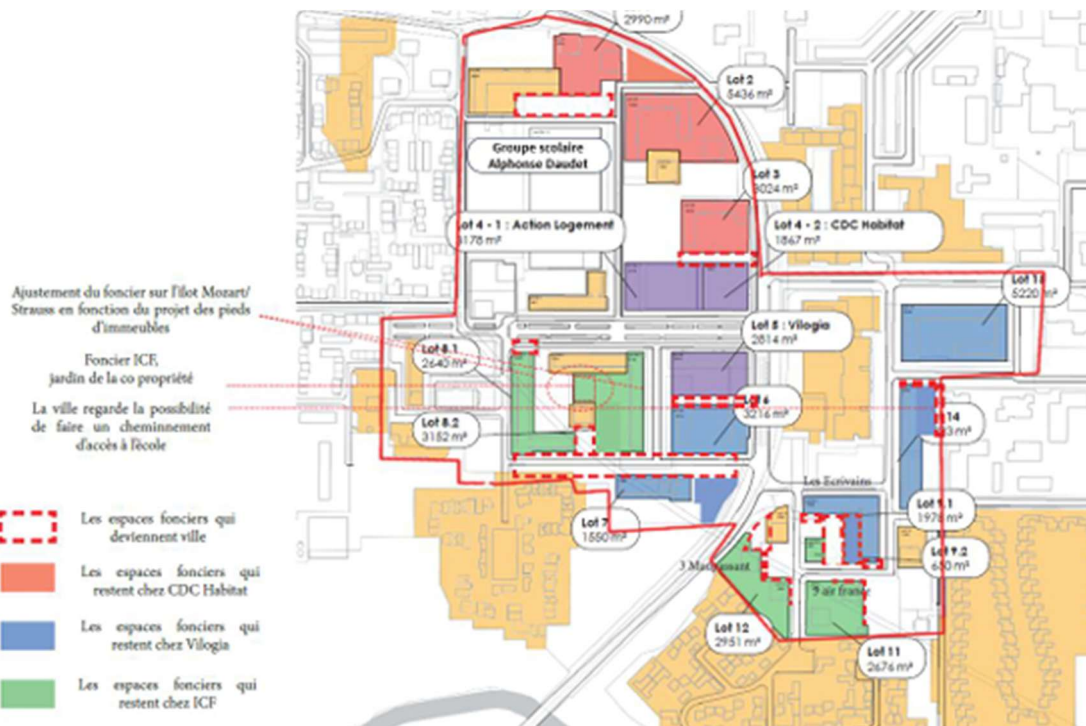 2990 m²
Lot 2
5436 m²
Groupe scolaire
Alphonse Daudet
Lot 3
3024 m²
Lot 4 - 1 : Action Logement
178 m²
Lot 4 - 2 : CDC Habitat
1867 m²
5220 m²
Lot 5 : Vilogia
2814 m²
Ajustement du foncier sur l'îlot Mozart/
Strauss en fonction du projet des pieds
d'immeubles
Foncier ICF,
jardin de la co propriété
La ville regarde la possibilité
de faire un cheminnement
d'accès à l'école
Lot 8.1
2640 m²
Lot 8.2
3152 m²
6
3216 m²
14
Les Ecrivains
Lot 7
1550 m²
Lot 9.1
1978 m²
Lot 9.2
650 m²
3 Maupassant
9 air france
Lot 12
2951 m²
Lot 11
2676 m²
Les espaces fonciers qui
deviennent ville
Les espaces fonciers qui
restent chez CDC Habitat
Les espaces fonciers qui
restent chez Vilogia
Les espaces fonciers qui
restent chez ICF